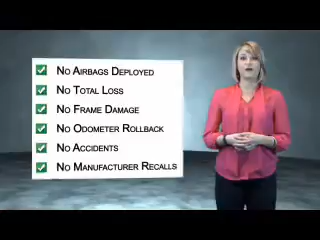 No Airbags Deployed
No Total Loss
No Frame Damage
No Odometer Rollback
No Accidents
No Manufacturer Recalls